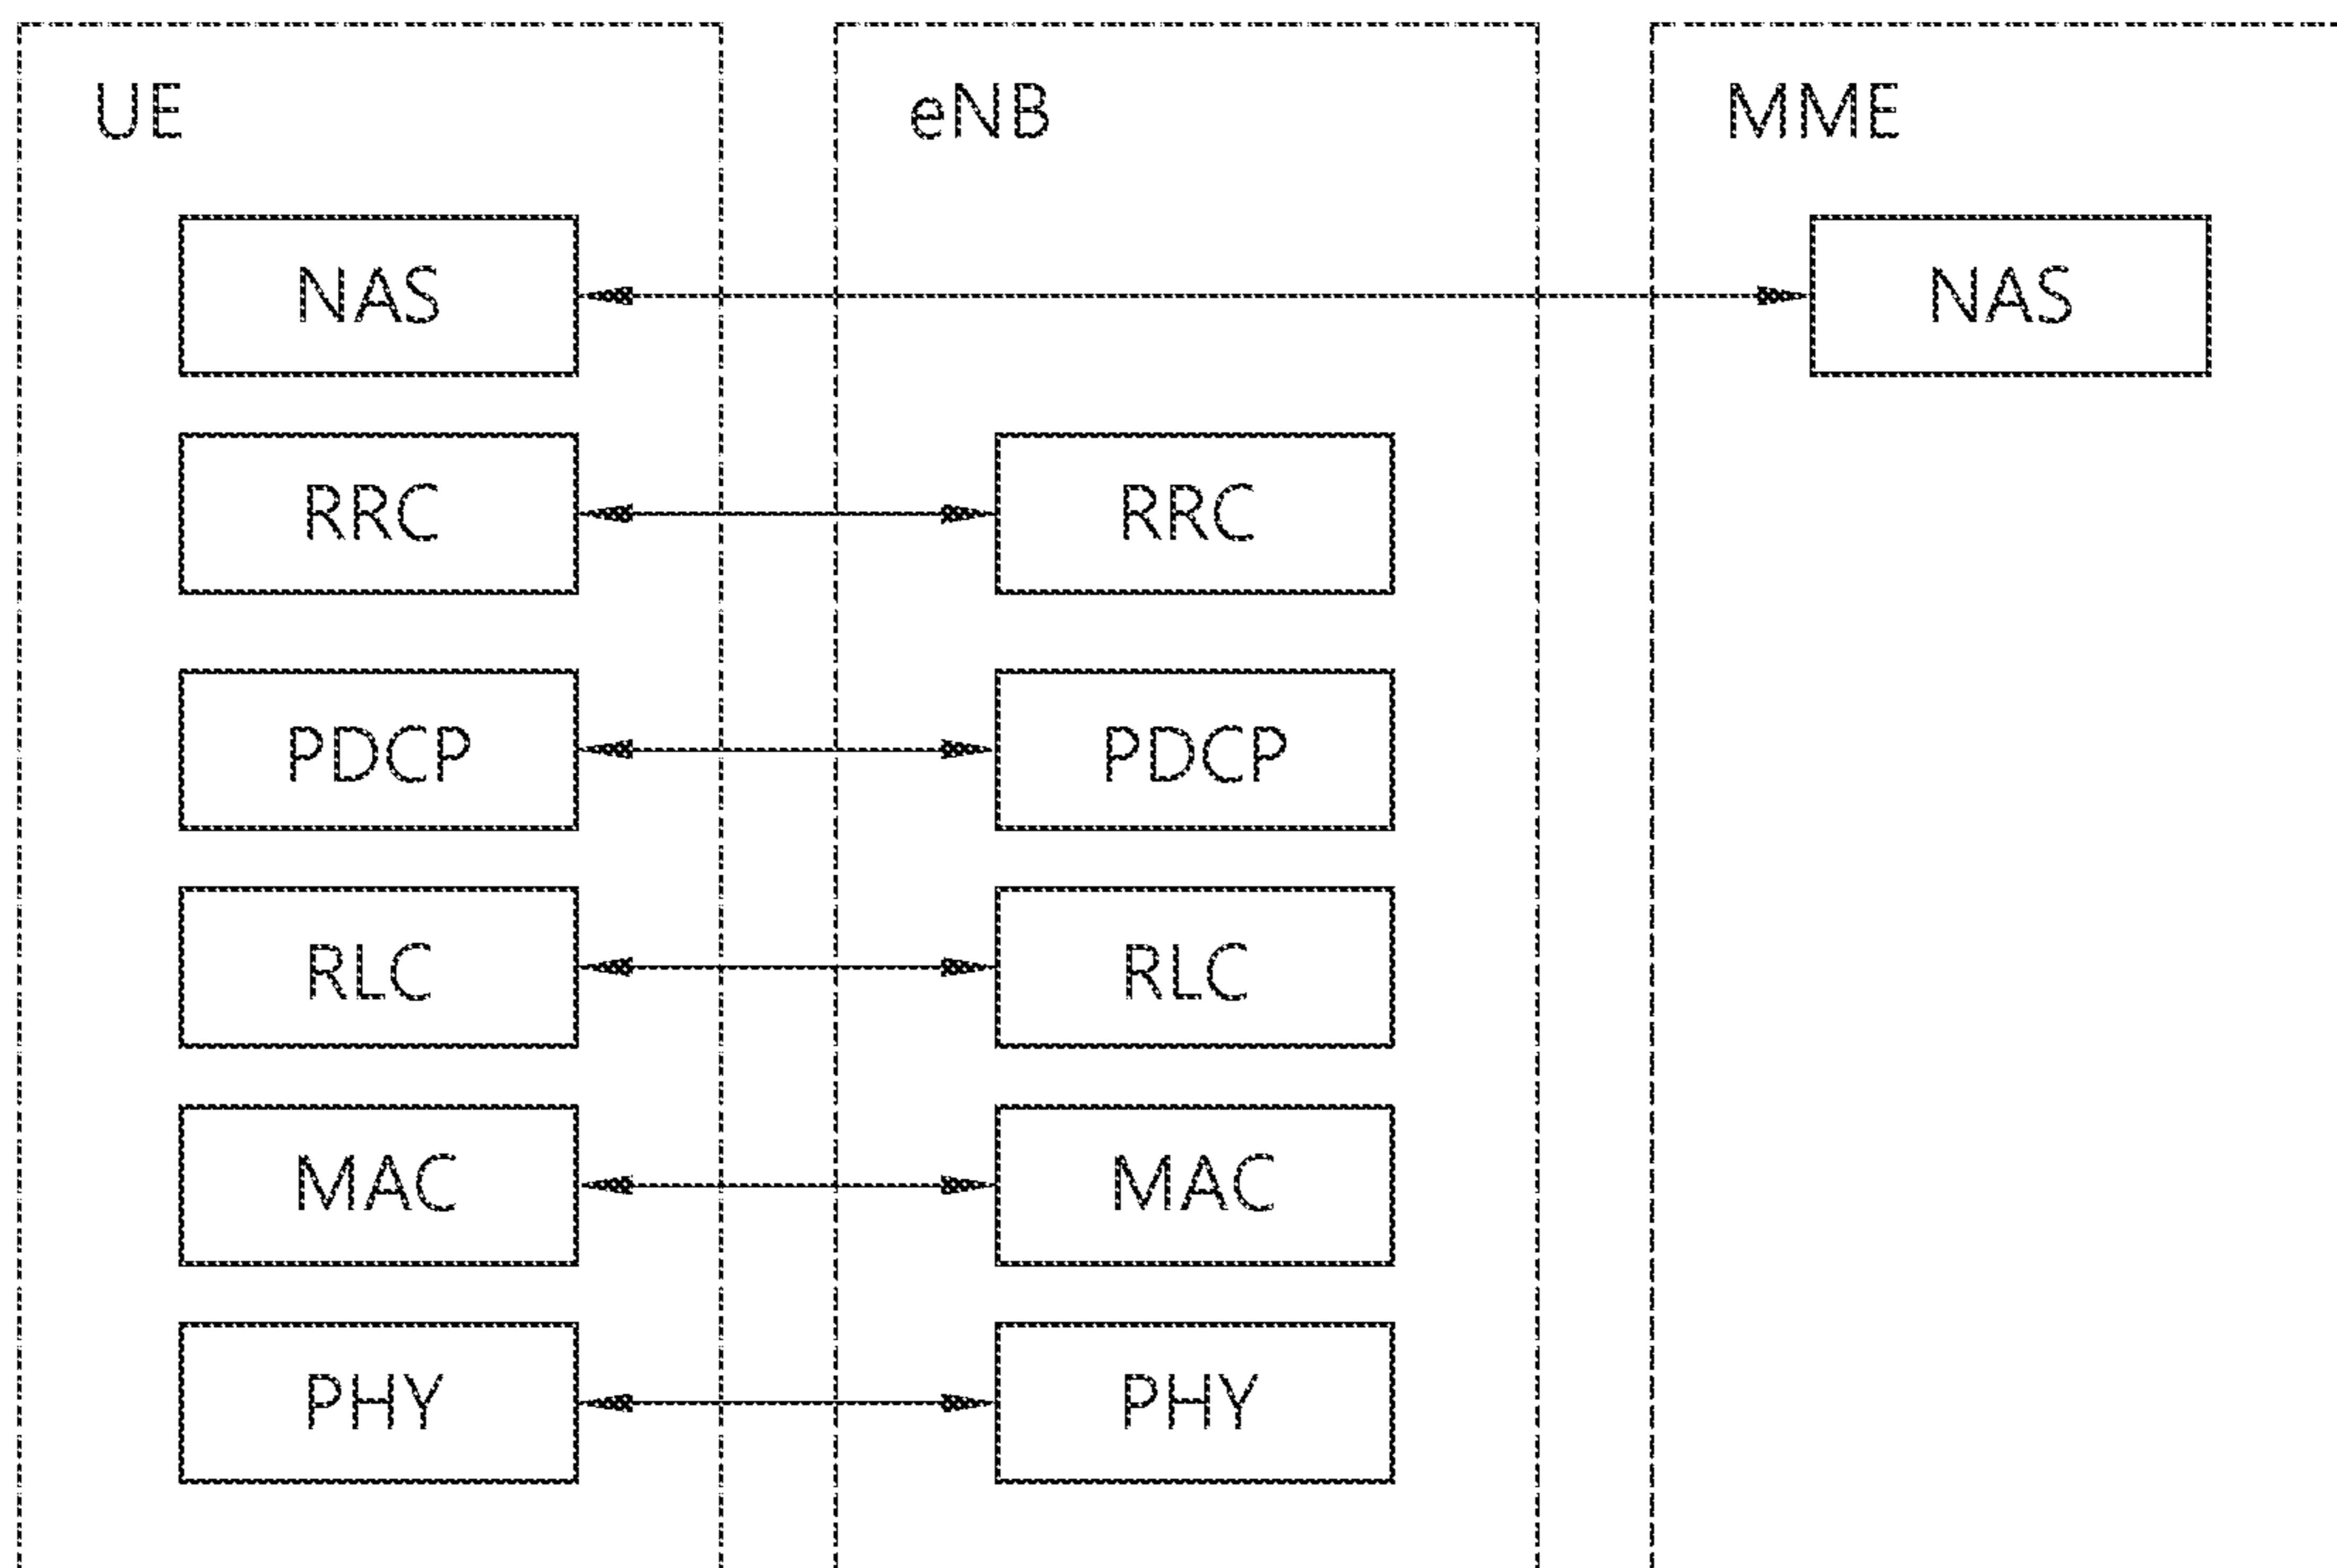 UE eNB MME
NAS NAS
RRC RRC
PDCP PDCP
RLC RLC
MAC MAC
PHY PHY